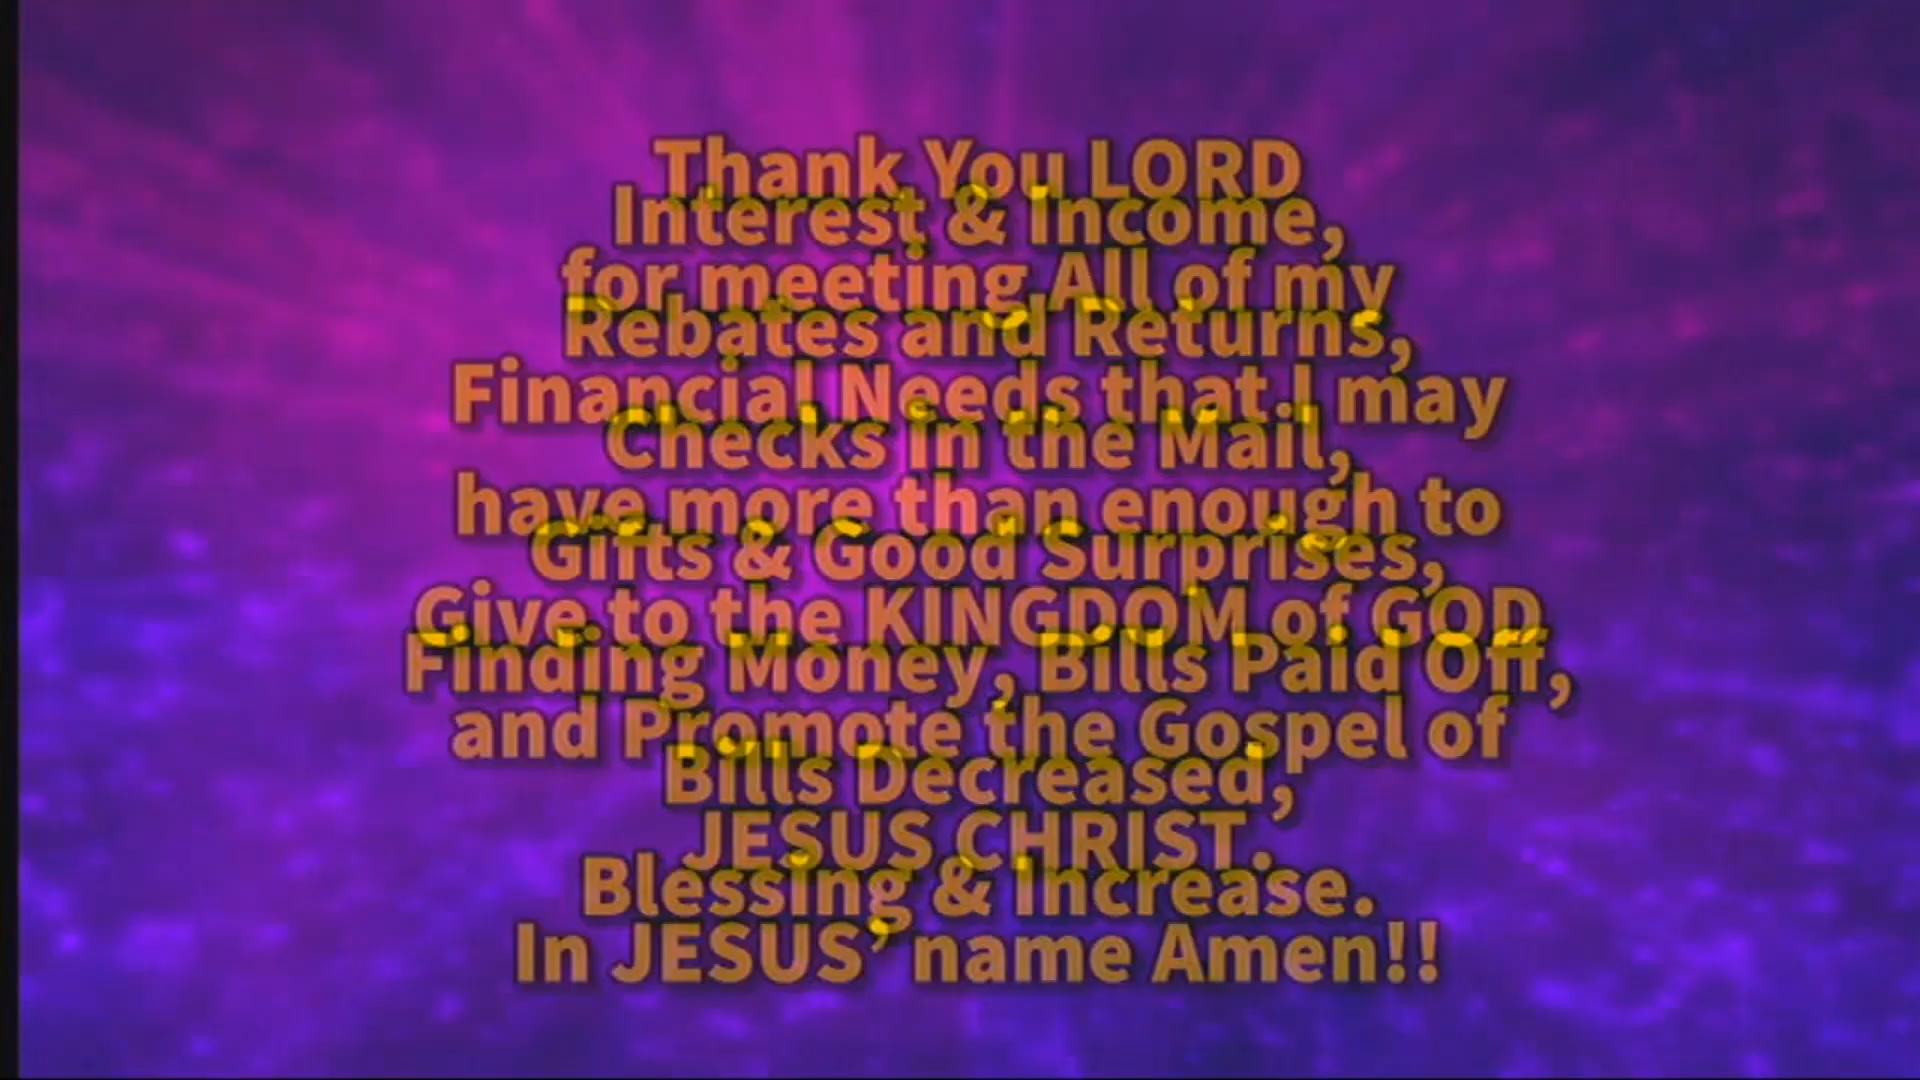 Thank You LORD
Interest & Income,
for meeting All of my
Rebates and Returns,
Financial Needs that I may
Checks in the Mail,
have more than enough to
Gifts & Good Surprises,
Give to the KINGDOM of GOD
Finding Money, Bills Paid Off,
and Promote the Gospel of
Bills Decreased,
JESUS CHRIST.
Blessing & Increase.
In JESUS’ name Amen!!